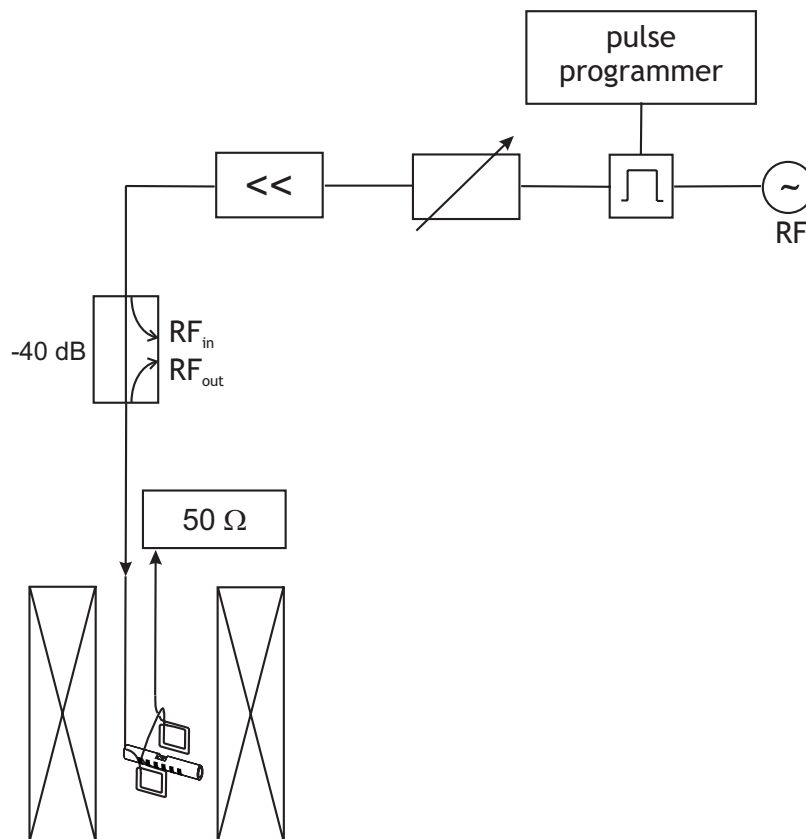 pulse
programmer
<<
~
RF
-40 dB
RF_in
RF_out
50 Ω